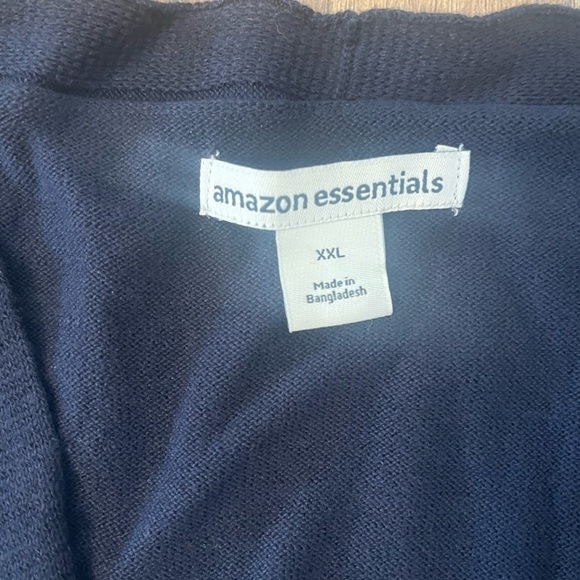 amazon essentials
XXL
Made in
Bangladesh